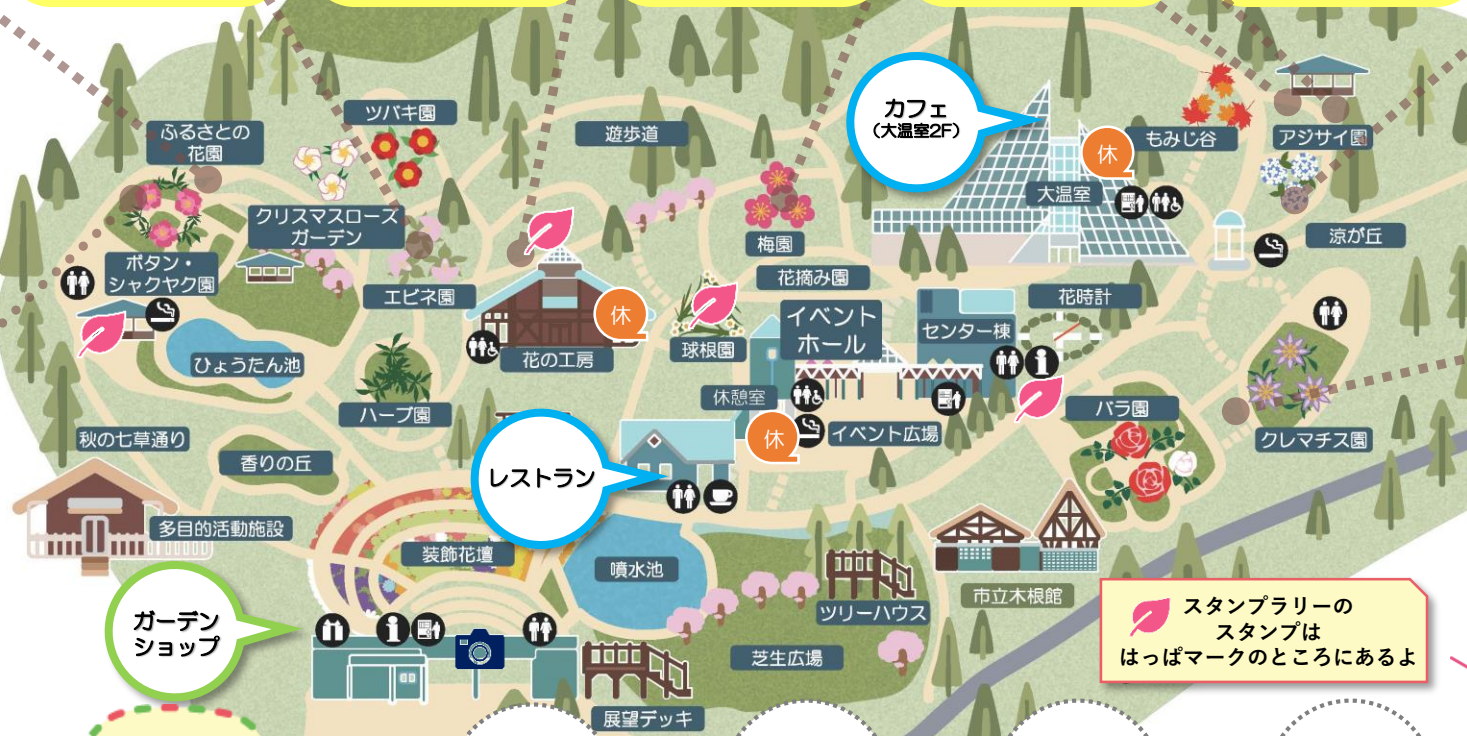 ツバキ園
ふるさとの
花園
遊歩道
カフェ
(大温室2F)
休
もみじ谷
アジサイ園
大温室
クリスマスローズ
ガーデン
梅園
涼が丘
ボタン・
シャクヤク園
エビネ園
花摘み園
花時計
休
イベント
ホール
センター棟
花の工房
球根園
ひょうたん池
休憩室
ハーブ園
バラ園
秋の七草通り
休
イベント広場
クレマチス園
香りの丘
レストラン
多目的活動施設
装飾花壇
噴水池
市立木根館
ツリーハウス
ガーデン
ショップ
芝生広場
展望デッキ
スタンプラリーの
スタンプは
はっぱマークのところにあるよ